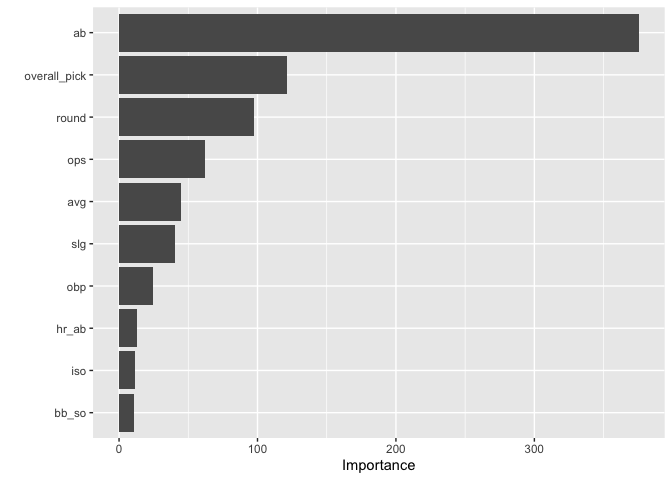 ab
overall_pick
round
ops
avg
slg
obp
hr_ab
iso
bb_so
0 100 200 300
Importance